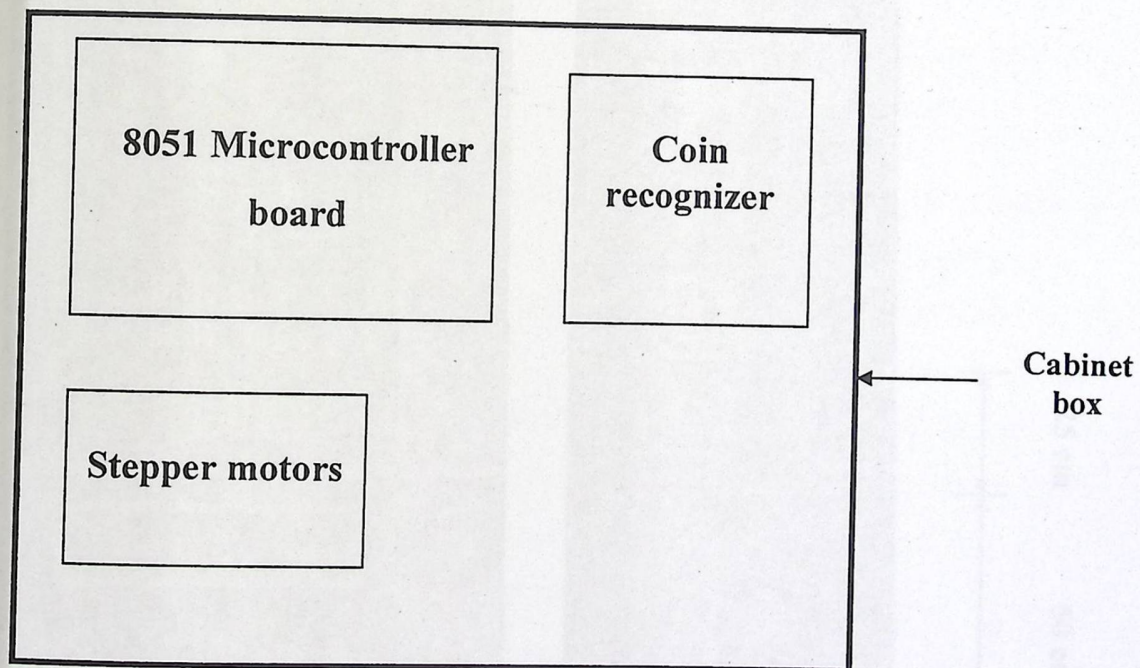 8051 Microcontroller
board
Coin
recognizer
Stepper motors
Cabinet
box